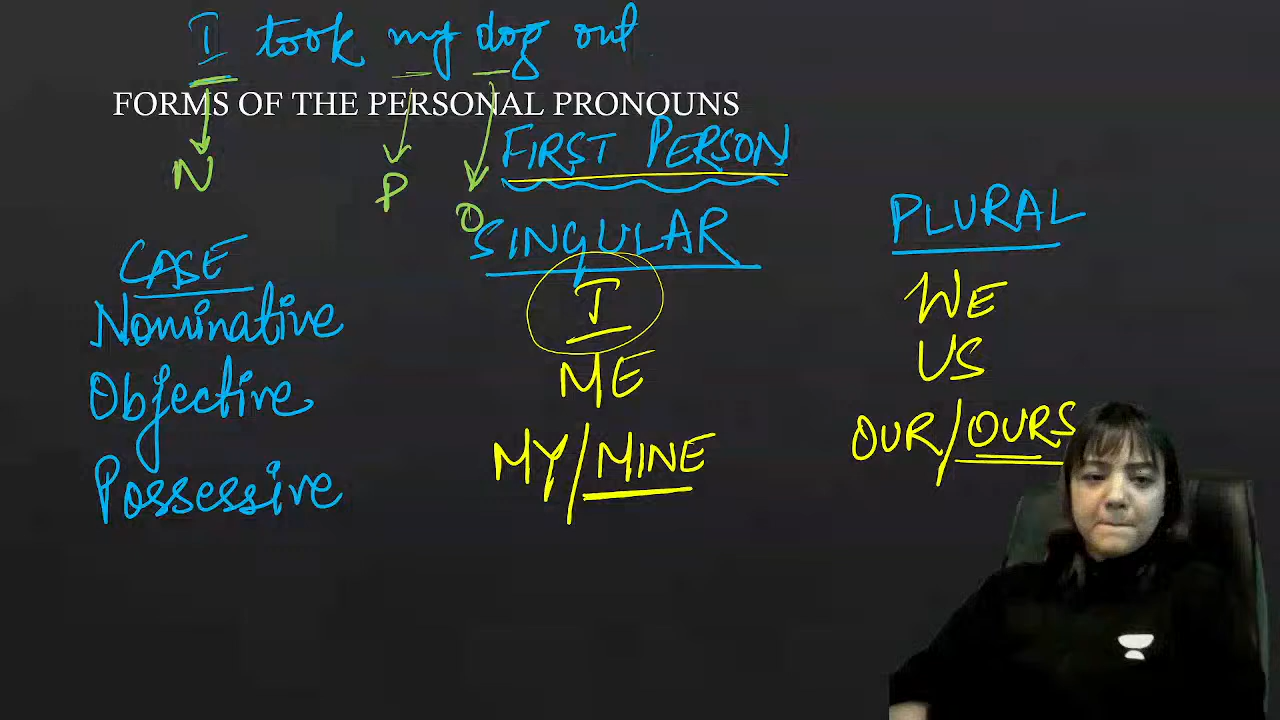 I took my dog out
FORMS OF THE PERSONAL PRONOUNS
N P O
FIRST PERSON
CASE SINGULAR PLURAL
Nominative I WE
Objective ME US
Possessive MY/MINE OUR/OURS